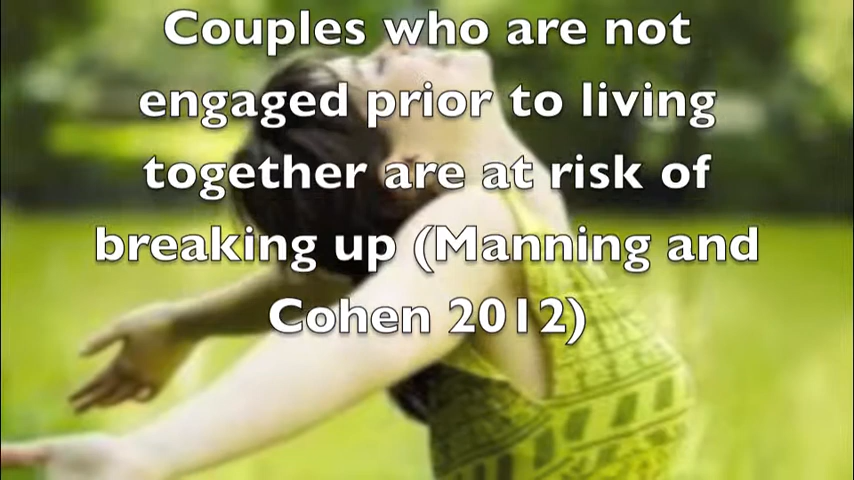 Couples who are not
engaged prior to living
together are at risk of
breaking up (Manning and
Cohen 2012)